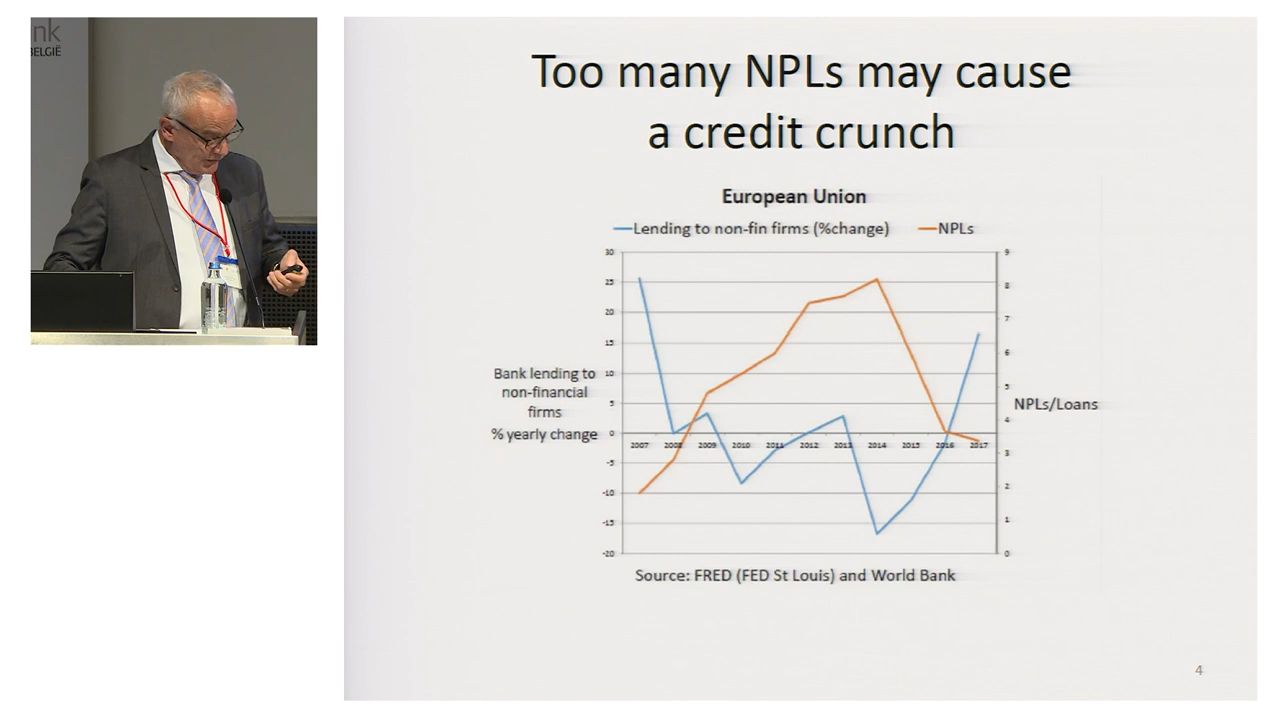 nk
BELGIË
Too many NPLs may cause
a credit crunch
European Union
Lending to non-fin firms (%change) NPLs
30 9
25 8
20 7
15 6
10 5
5 4
0 3
-5 2
-10 1
-15 0
-20
2007 2008 2009 2010 2011 2012 2013 2014 2015 2016 2017
Bank lending to
non-financial
firms
% yearly change
NPLs/Loans
Source: FRED (FED St Louis) and World Bank
4